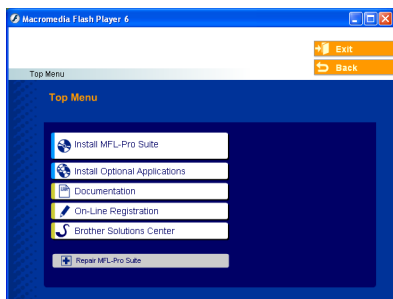 Macromedia Flash Player 6
Exit
Back
Top Menu
Top Menu
Install MFL-Pro Suite
Install Optional Applications
Documentation
On-Line Registration
Brother Solutions Center
Repair MFL-Pro Suite